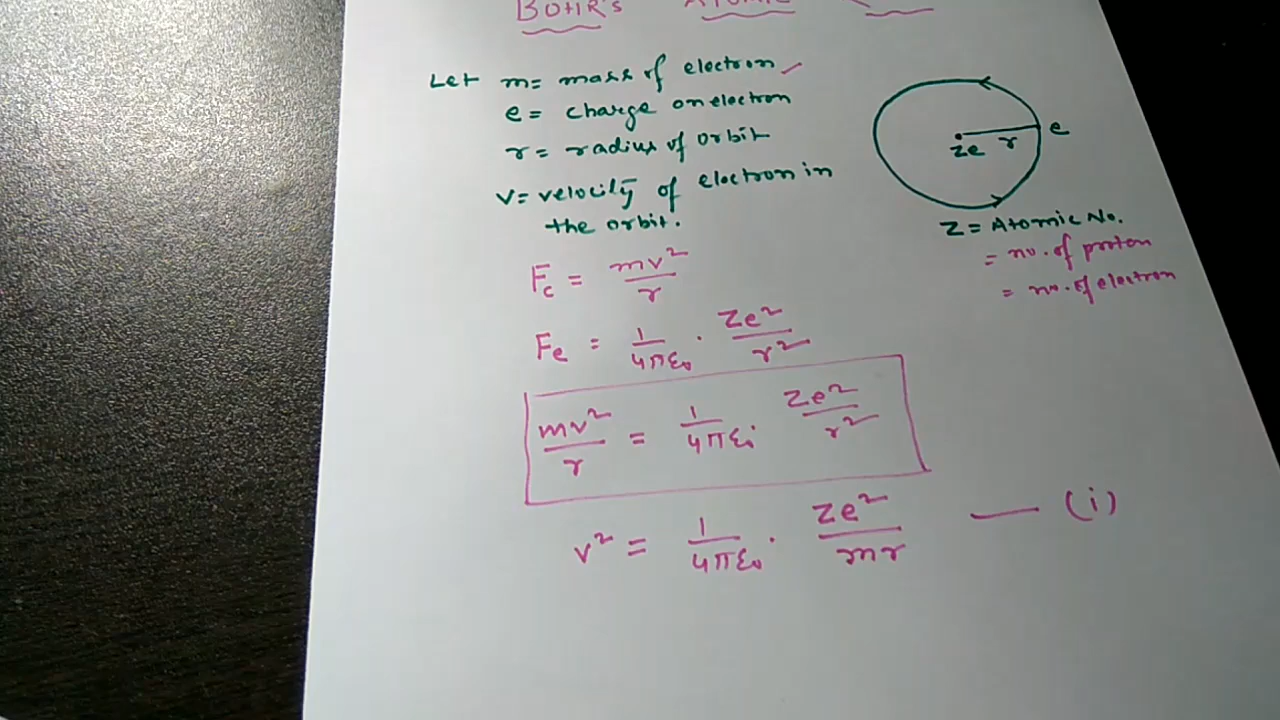 BOHR's ATOMIC
Let m= mass of electron
e= charge on electron
r= radius of orbit
v= velocity of electron in
the orbit.
e
ze r
Z= Atomic No.
= no. of proton
= no. of electron
Fc = mv²/r
Fe = 1/4πε₀ · Ze²/r²
mv²/r = 1/4πε₀ · Ze²/r²
v² = 1/4πε₀ · Ze²/mr — (i)